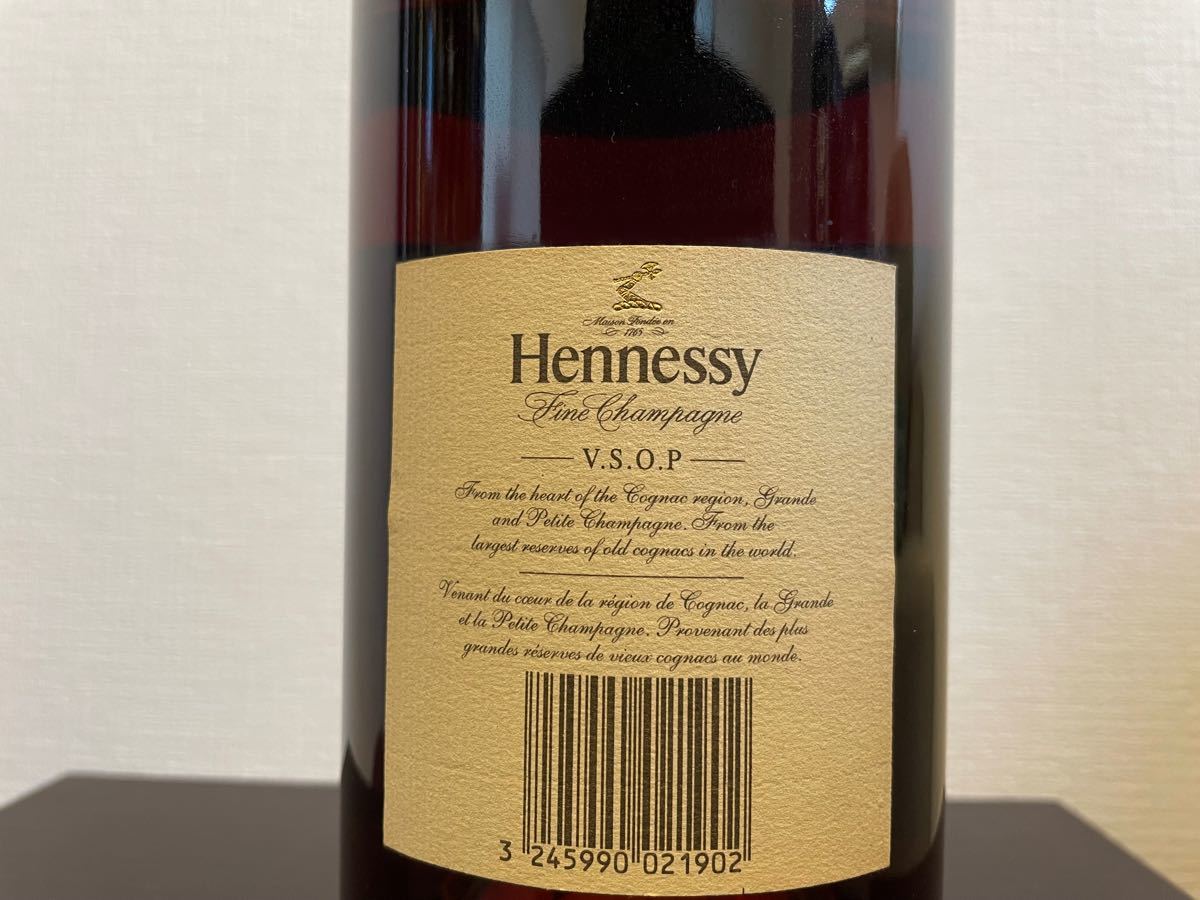 Maison Fondée en
1765
Hennessy
Fine Champagne
V.S.O.P
From the heart of the Cognac region, Grande
and Petite Champagne. From the
largest reserves of old cognacs in the world.
Venant du cœur de la région de Cognac, la Grande
et la Petite Champagne. Provenant des plus
grandes réserves de vieux cognacs au monde.
3 245990 021902